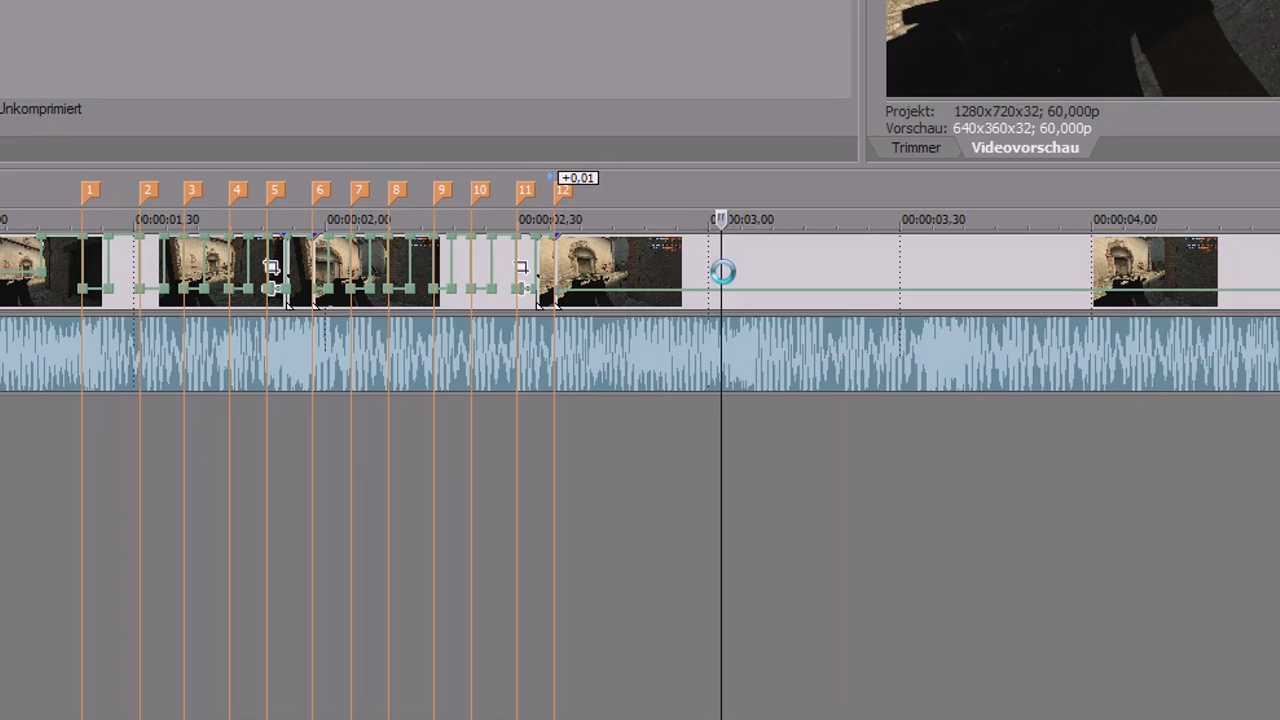 Unkomprimiert
Projekt: 1280x720x32; 60,000p
Vorschau: 640x360x32; 60,000p
Trimmer Videovorschau
+0,01
1 2 3 4 5 6 7 8 9 10 11 12
00:00:01,30 00:00:02,00 00:00:02,30 00:00:03,00 00:00:03,30 00:00:04,00